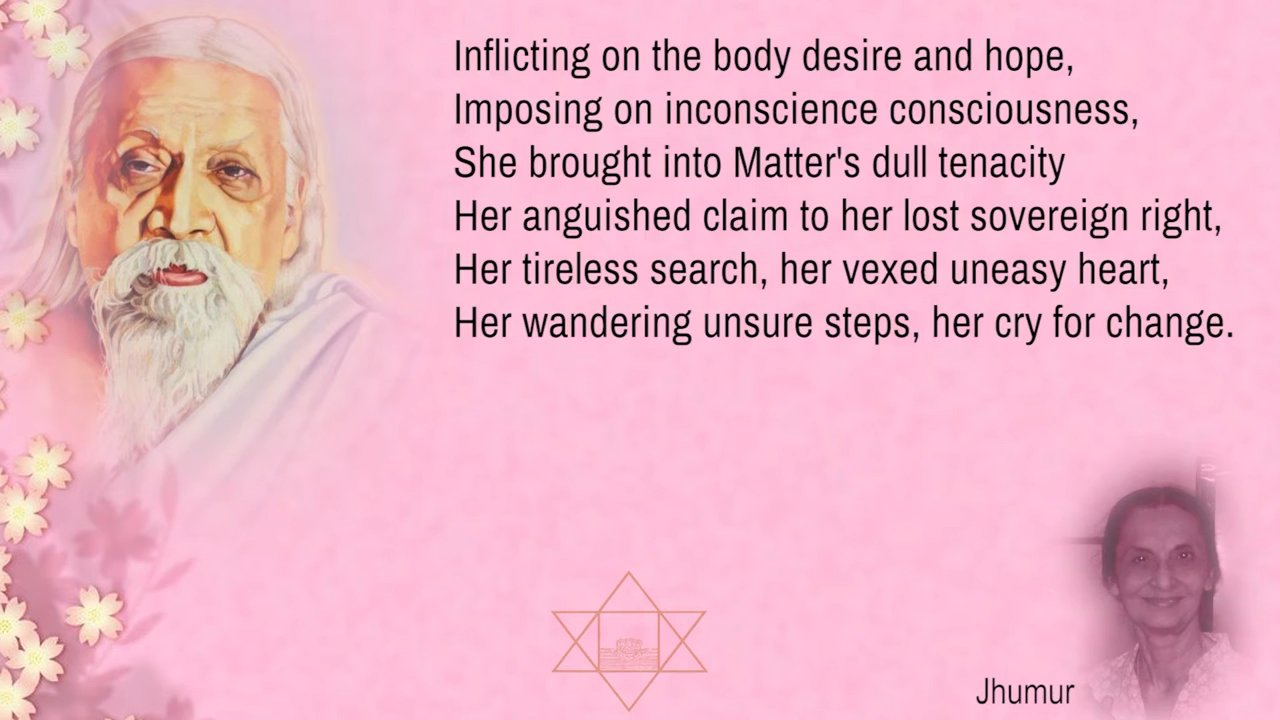 Inflicting on the body desire and hope,
Imposing on inconscience consciousness,
She brought into Matter's dull tenacity
Her anguished claim to her lost sovereign right,
Her tireless search, her vexed uneasy heart,
Her wandering unsure steps, her cry for change.
Jhumur